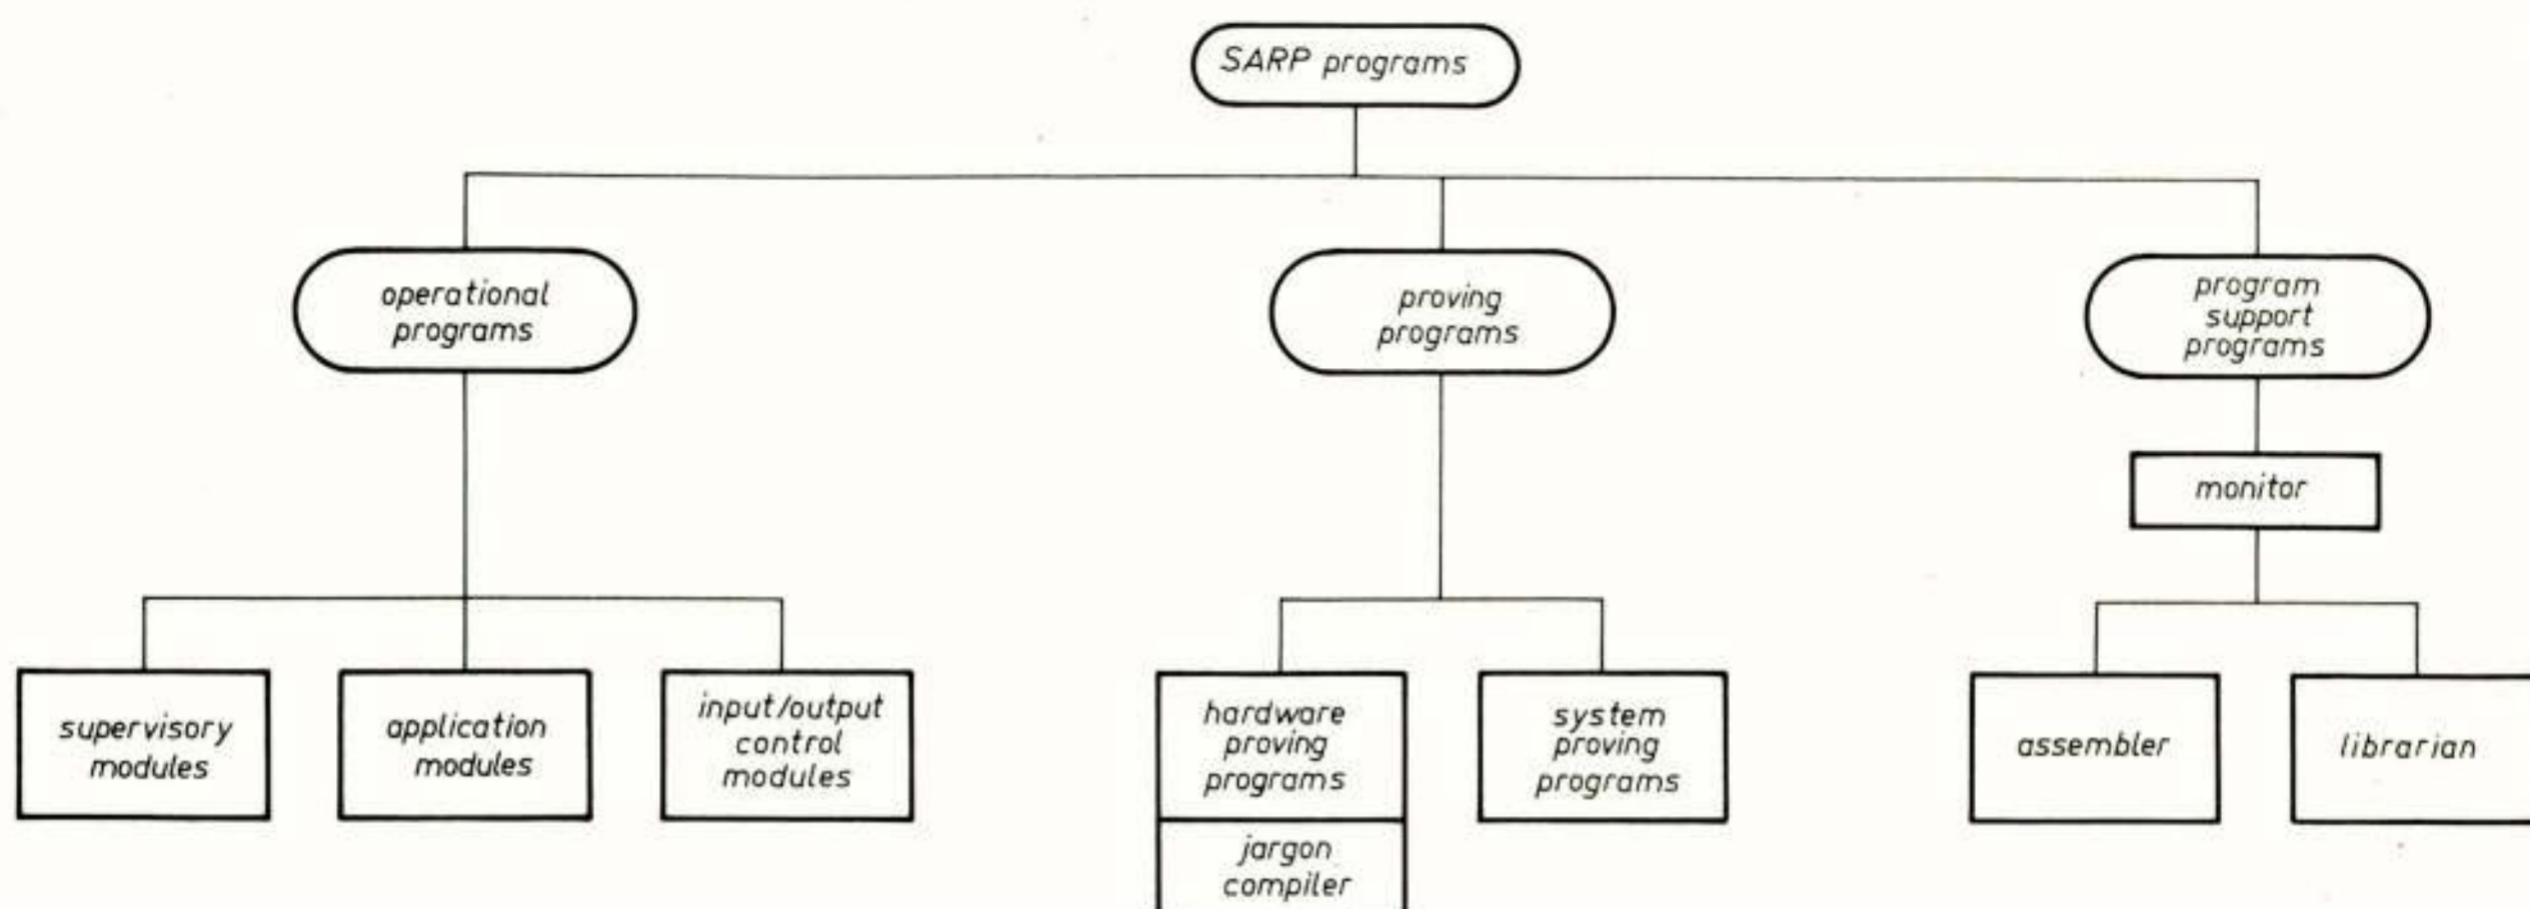 SARP programs
operational
programs
proving
programs
program
support
programs
monitor
supervisory
modules
application
modules
input/output
control
modules
hardware
proving
programs
jargon
compiler
system
proving
programs
assembler
librarian